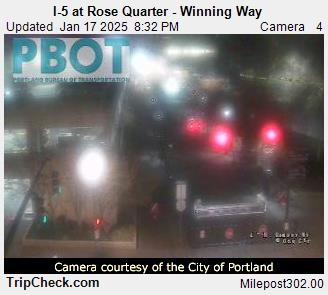 I-5 at Rose Quarter - Winning Way
Updated Jan 17 2025 8:32 PM Camera 4
PBOT
PORTLAND BUREAU OF TRANSPORTATION
Camera courtesy of the City of Portland
TripCheck.com Milepost302.00